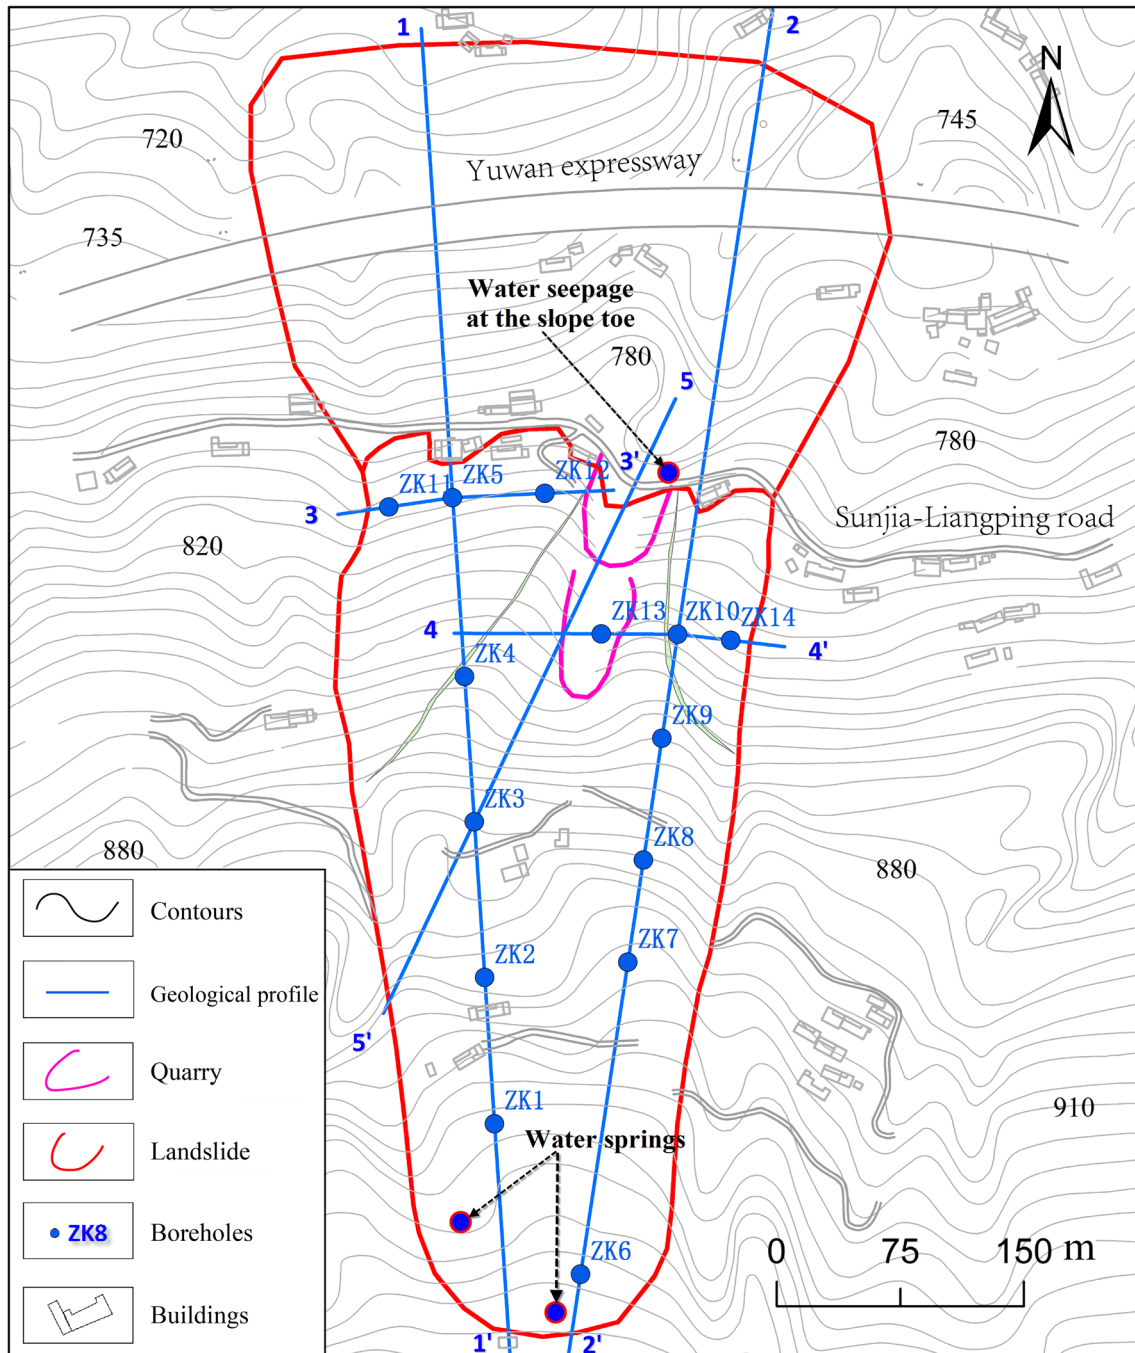 1
2
N
720
745
Yuwan expressway
735
Water seepage
at the slope toe
780
5
780
3'
ZK11
ZK5
ZK12
3
Sunjia-Liangping road
820
ZK13
ZK10
ZK14
4
4'
ZK4
ZK9
ZK3
ZK8
880
880
ZK7
ZK2
5'
ZK1
910
Water springs
ZK6
0 75 150 m
1'
2'
Contours
Geological profile
Quarry
Landslide
ZK8
Boreholes
Buildings